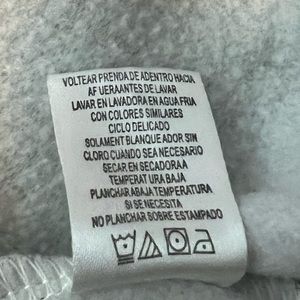 VOLTEAR PRENDA DE ADENTRO HACIA
AF UERAANTES DE LAVAR
LAVAR EN LAVADORA EN AGUA FRIA
CON COLORES SIMILARES
CICLO DELICADO
SOLAMENT BLANQUE ADOR SIN
CLORO CUANDO SEA NECESARIO
SECAR EN SECADORA A
TEMPERAT URA BAJA
PLANCHAR ABAJA TEMPERATURA
SI SE NECESITA
NO PLANCHAR SOBRE ESTAMPADO